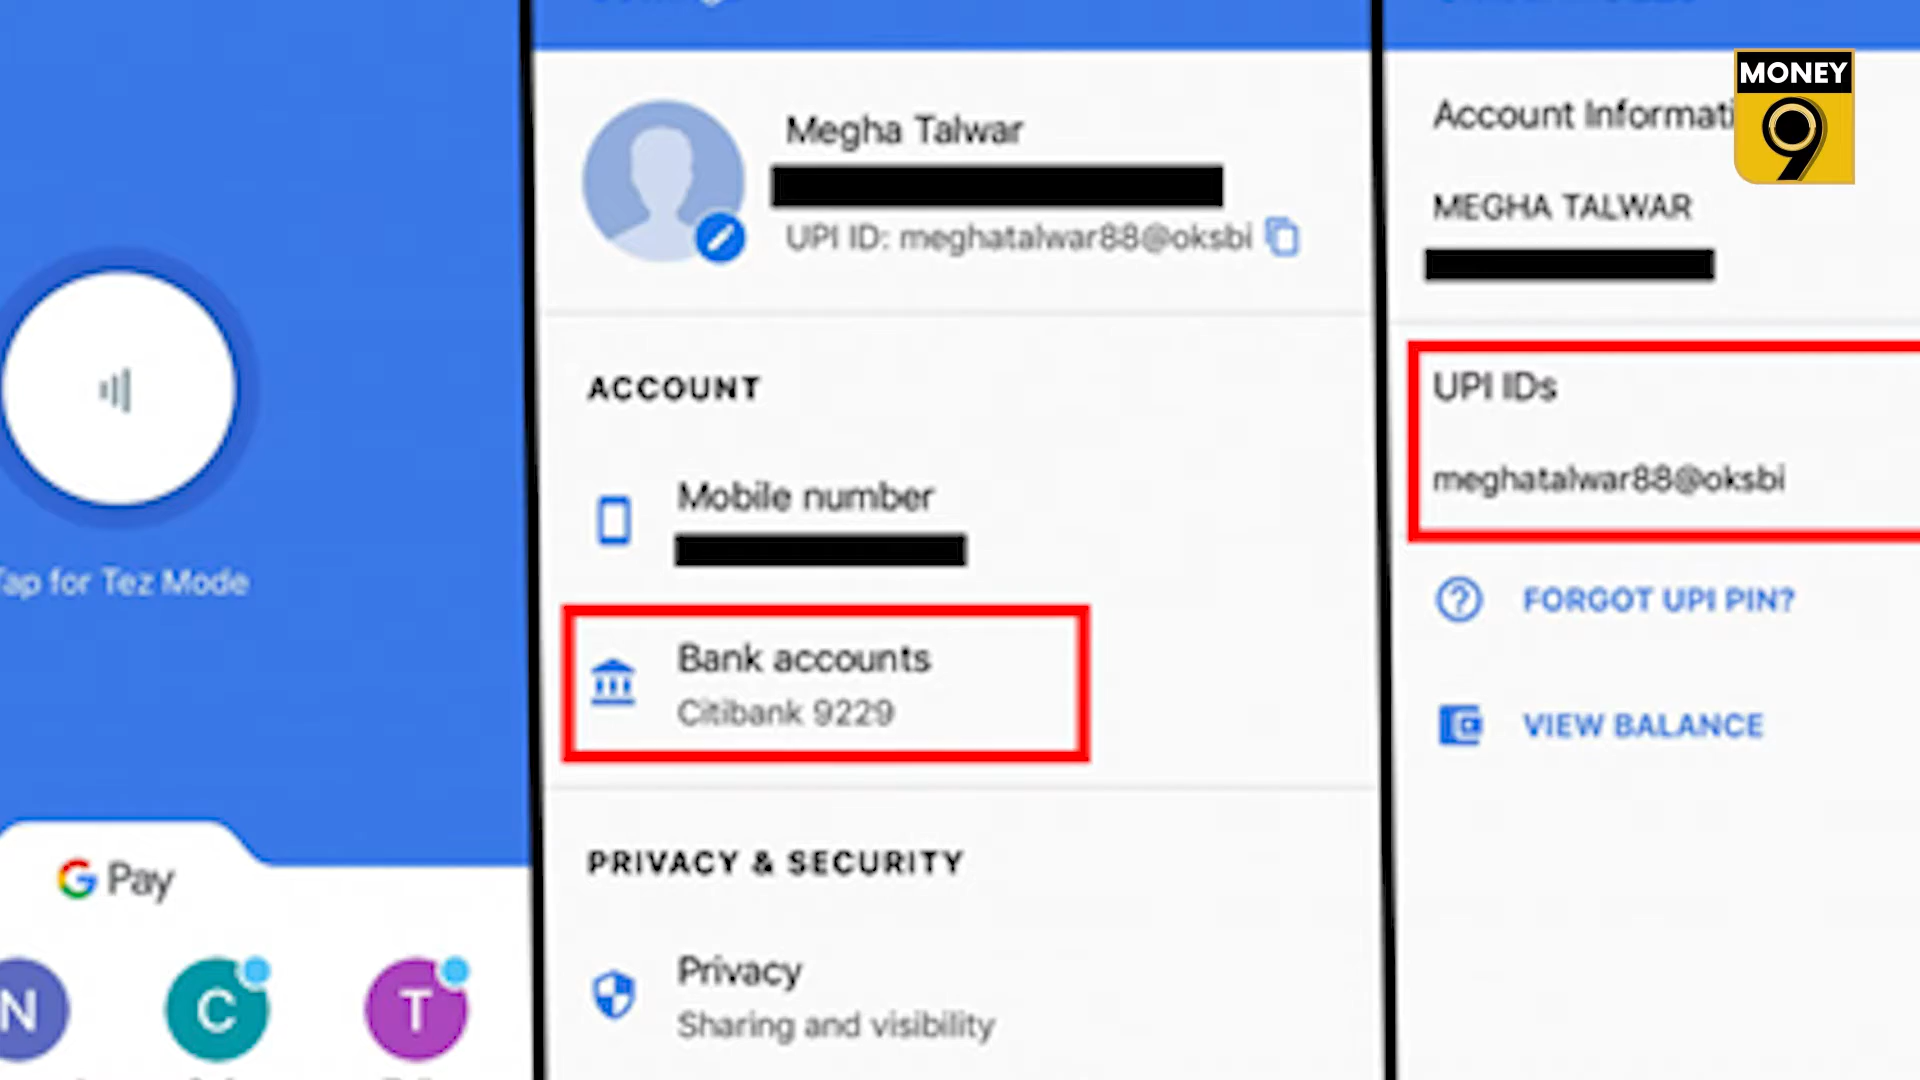 Tap for Tez Mode
G Pay
N
C
T
Megha Talwar
UPI ID: meghatalwar88@oksbi
ACCOUNT
Mobile number
Bank accounts
Citibank 9229
PRIVACY & SECURITY
Privacy
Sharing and visibility
MONEY
9
Account Informati
MEGHA TALWAR
UPI IDs
meghatalwar88@oksbi
FORGOT UPI PIN?
VIEW BALANCE